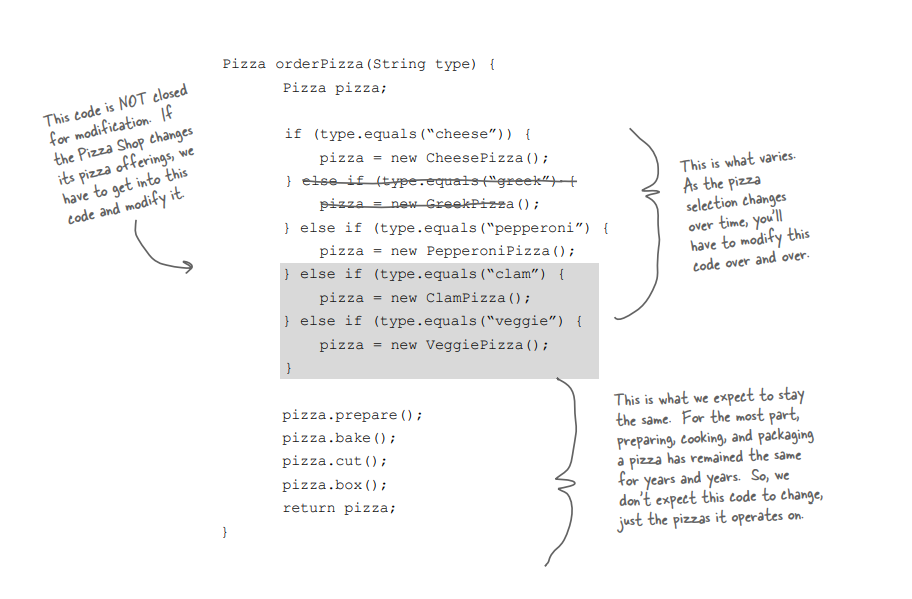 Pizza orderPizza(String type) {
Pizza pizza;
This code is NOT closed
for modification. If
the Pizza Shop changes
its pizza offerings, we
have to get into this
code and modify it.
if (type.equals(“cheese”)) {
pizza = new CheesePizza();
} else if (type.equals(“greek”) {
pizza = new GreekPizza();
} else if (type.equals(“pepperoni”) {
pizza = new PepperoniPizza();
} else if (type.equals(“clam”) {
pizza = new ClamPizza();
} else if (type.equals(“veggie”) {
pizza = new VeggiePizza();
}
This is what varies.
As the pizza
selection changes
over time, you’ll
have to modify this
code over and over.
pizza.prepare();
pizza.bake();
pizza.cut();
pizza.box();
return pizza;
}
This is what we expect to stay
the same. For the most part,
preparing, cooking, and packaging
a pizza has remained the same
for years and years. So, we
don’t expect this code to change,
just the pizzas it operates on.